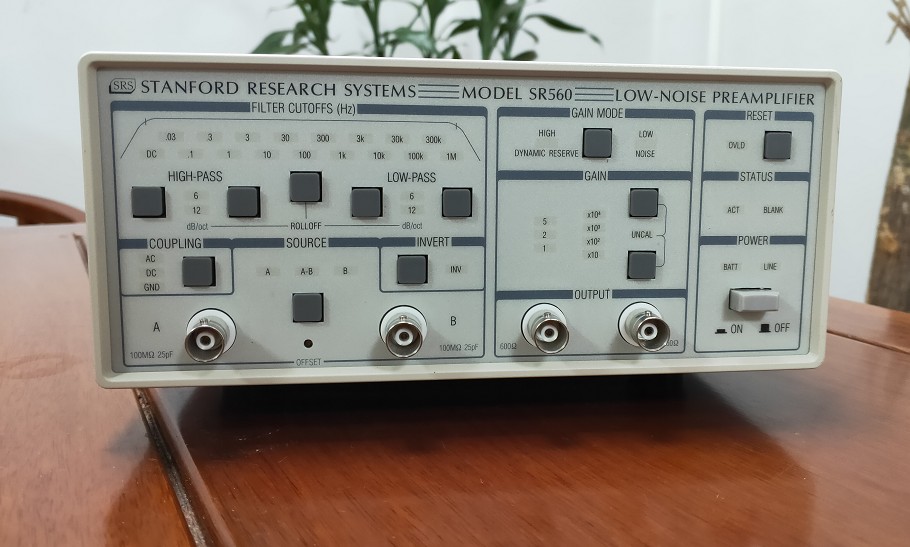 SRS STANFORD RESEARCH SYSTEMS MODEL SR560 LOW-NOISE PREAMPLIFIER
FILTER CUTOFFS (Hz)
.03 .3 3 30 300 3k 30k 300k
DC .1 1 10 100 1k 10k 100k 1M
HIGH-PASS LOW-PASS
6 6
12 12
dB/oct ROLLOFF dB/oct
COUPLING
AC
DC
GND
SOURCE
A A-B B
INVERT
INV
A B
100MΩ 25pF 100MΩ 25pF
OFFSET
GAIN MODE
HIGH LOW
DYNAMIC RESERVE NOISE
GAIN
5 x10⁴
2 x10³
1 x10²
x10
UNCAL
OUTPUT
600Ω 50Ω
RESET
OVLD
STATUS
ACT BLANK
POWER
BATT LINE
ON OFF